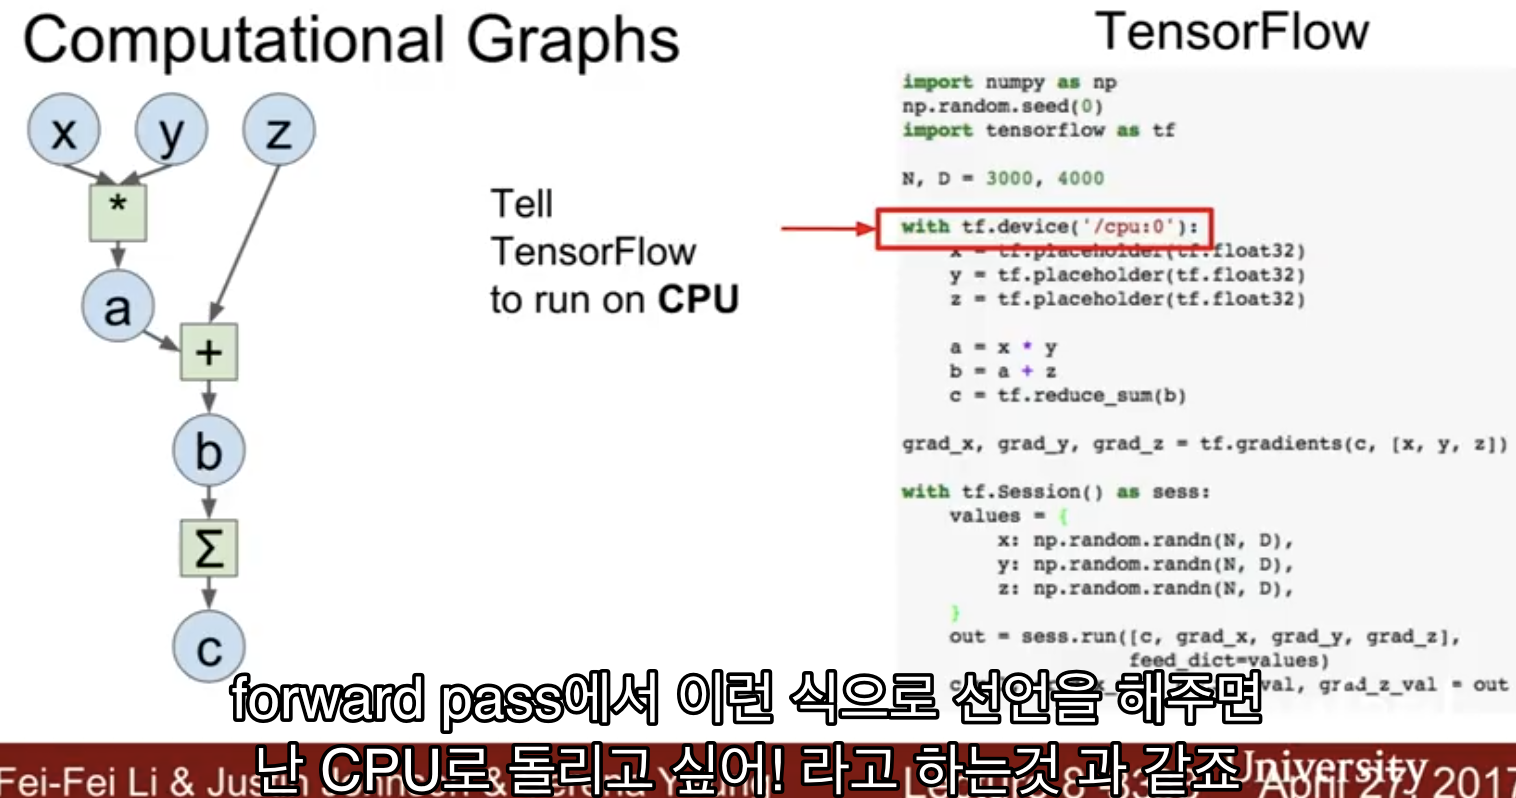 Computational Graphs
TensorFlow
x y z
*
a
+
b
Σ
c
Tell
TensorFlow
to run on CPU
import numpy as np
np.random.seed(0)
import tensorflow as tf
N, D = 3000, 4000
with tf.device('/cpu:0'):
x = tf.placeholder(tf.float32)
y = tf.placeholder(tf.float32)
z = tf.placeholder(tf.float32)
a = x * y
b = a + z
c = tf.reduce_sum(b)
grad_x, grad_y, grad_z = tf.gradients(c, [x, y, z])
with tf.Session() as sess:
values = {
x: np.random.randn(N, D),
y: np.random.randn(N, D),
z: np.random.randn(N, D),
}
out = sess.run([c, grad_x, grad_y, grad_z],
feed_dict=values)
grad_z_val = out
forward pass에서 이런 식으로 선언을 해주면
난 CPU로 돌리고 싶어! 라고 하는것 과 같죠
Fei-Fei Li &
University
April 27, 2017